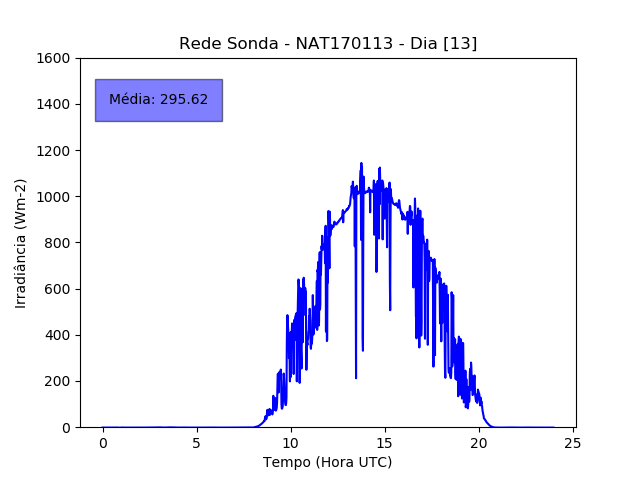 Rede Sonda - NAT170113 - Dia [13]
1600
1400
1200
1000
800
600
400
200
0
Média: 295.62
Irradiância (Wm-2)
0 5 10 15 20 25
Tempo (Hora UTC)